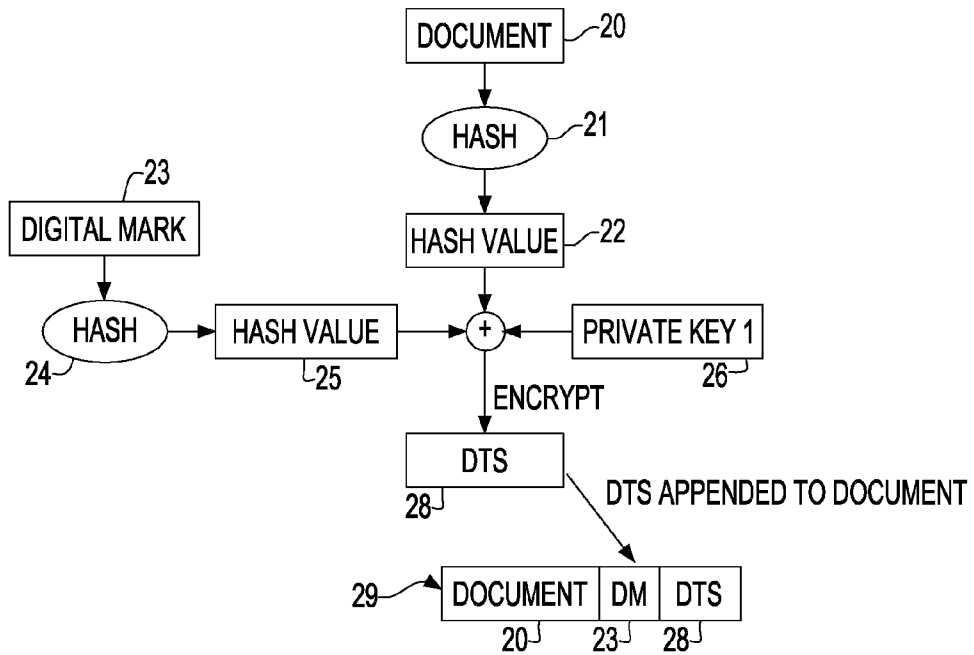 DOCUMENT 20
HASH 21
23
DIGITAL MARK
HASH VALUE 22
HASH
24
HASH VALUE
25
+
PRIVATE KEY 1
26
ENCRYPT
DTS
28
DTS APPENDED TO DOCUMENT
29 DOCUMENT DM DTS
20 23 28